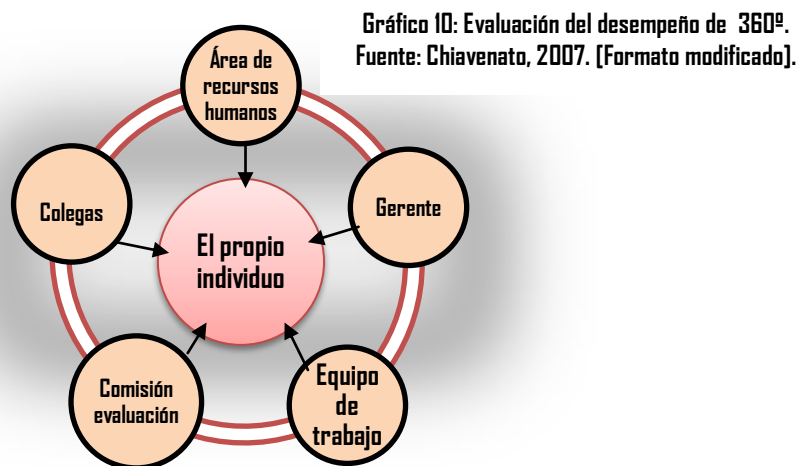 Gráfico 10: Evaluación del desempeño de 360º.
Fuente: Chiavenato, 2007. [Formato modificado].
Área de
recursos
humanos
Colegas
Gerente
El propio
individuo
Comisión
evaluación
Equipo
de
trabajo